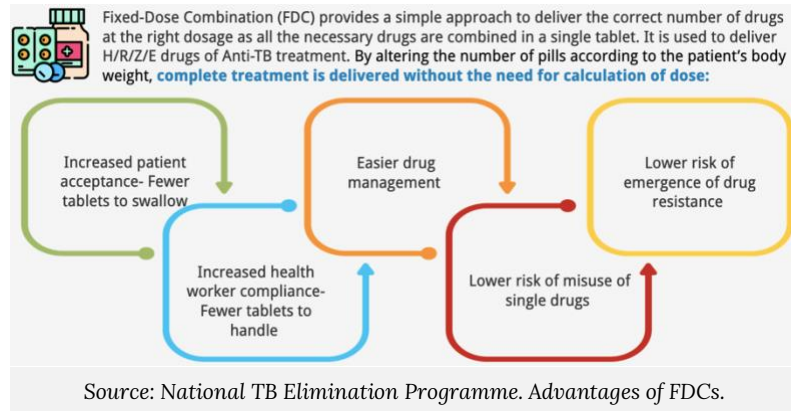 Fixed-Dose Combination (FDC) provides a simple approach to deliver the correct number of drugs
at the right dosage as all the necessary drugs are combined in a single tablet. It is used to deliver
H/R/Z/E drugs of Anti-TB treatment. By altering the number of pills according to the patient's body
weight, complete treatment is delivered without the need for calculation of dose:
Increased patient
acceptance- Fewer
tablets to swallow
Increased health
worker compliance-
Fewer tablets to
handle
Easier drug
management
Lower risk of misuse of
single drugs
Lower risk of
emergence of drug
resistance
Source: National TB Elimination Programme. Advantages of FDCs.